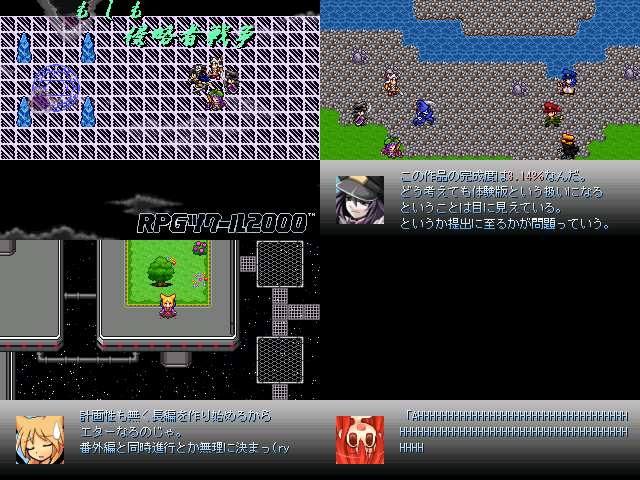 もしも
侵略者戦争
RPGツクール2000™
この作品の完成度は3.14%なんだ。
どう考えても体験版という扱いになる
ということは目に見えている。
というか提出に至るかが問題っていう。
計画性も無く長編を作り始めるから
エターなるのじゃ。
番外編と同時進行とか無理に決まっ(ry
「AHHHHHHHHHHHHHHHHHHHHHHHHHHHHHHHHH
HHHHHHHHHHHHHHHHHHHHHHHHHHHHHHHHHHHH
HHHH